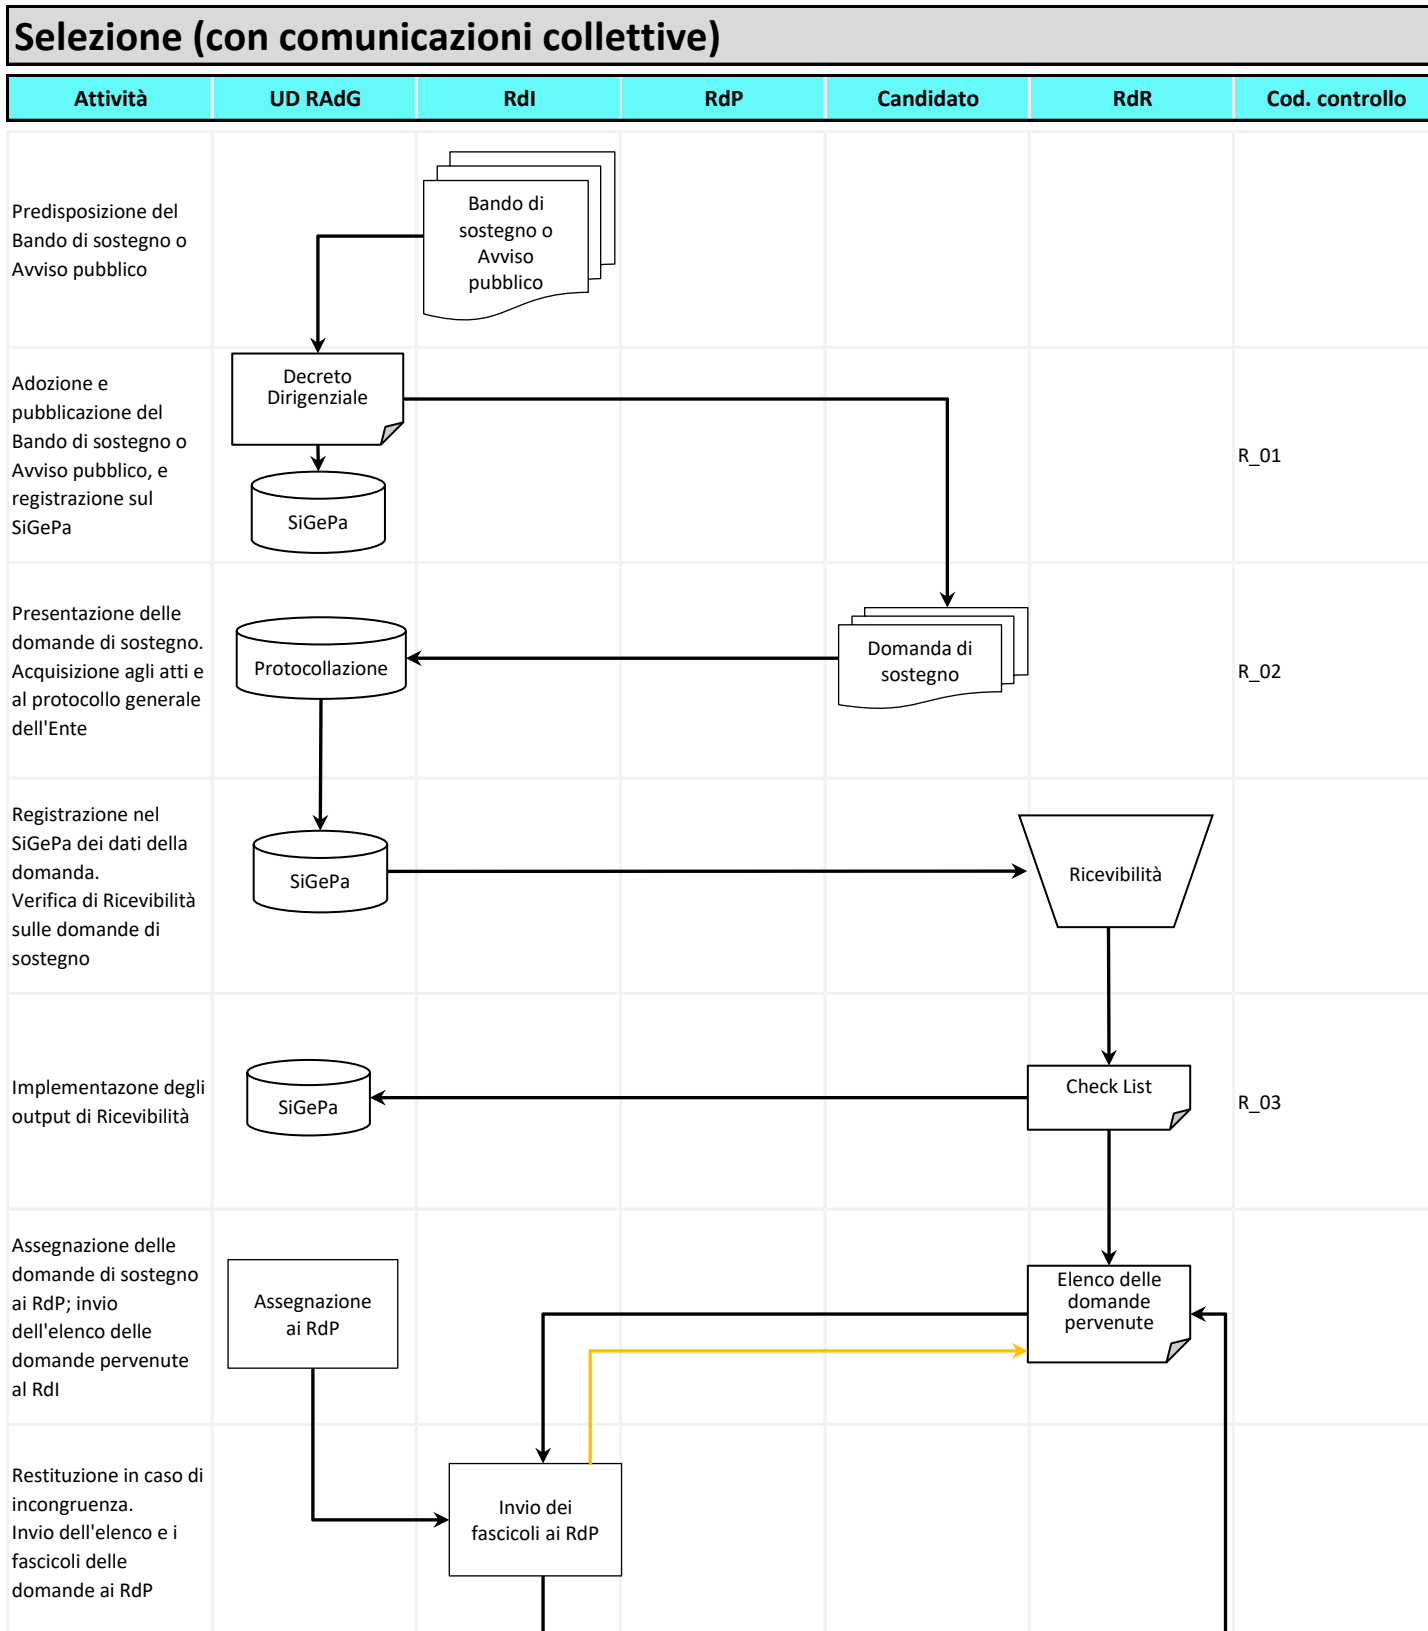 Selezione (con comunicazioni collettive)
Attività UD RAdG RdI RdP Candidato RdR Cod. controllo
Predisposizione del
Bando di sostegno o
Avviso pubblico
Bando di
sostegno o
Avviso
pubblico
Adozione e
pubblicazione del
Bando di sostegno o
Avviso pubblico, e
registrazione sul
SiGePa
Decreto
Dirigenziale
SiGePa
R_01
Presentazione delle
domande di sostegno.
Acquisizione agli atti e
al protocollo generale
dell'Ente
Protocollazione
Domanda di
sostegno
R_02
Registrazione nel
SiGePa dei dati della
domanda.
Verifica di Ricevibilità
sulle domande di
sostegno
SiGePa
Ricevibilità
Implementazone degli
output di Ricevibilità
SiGePa
Check List
R_03
Assegnazione delle
domande di sostegno
ai RdP; invio
dell'elenco delle
domande pervenute
al RdI
Assegnazione
ai RdP
Elenco delle
domande
pervenute
Restituzione in caso di
incongruenza.
Invio dell'elenco e i
fascicoli delle
domande ai RdP
Invio dei
fascicoli ai RdP